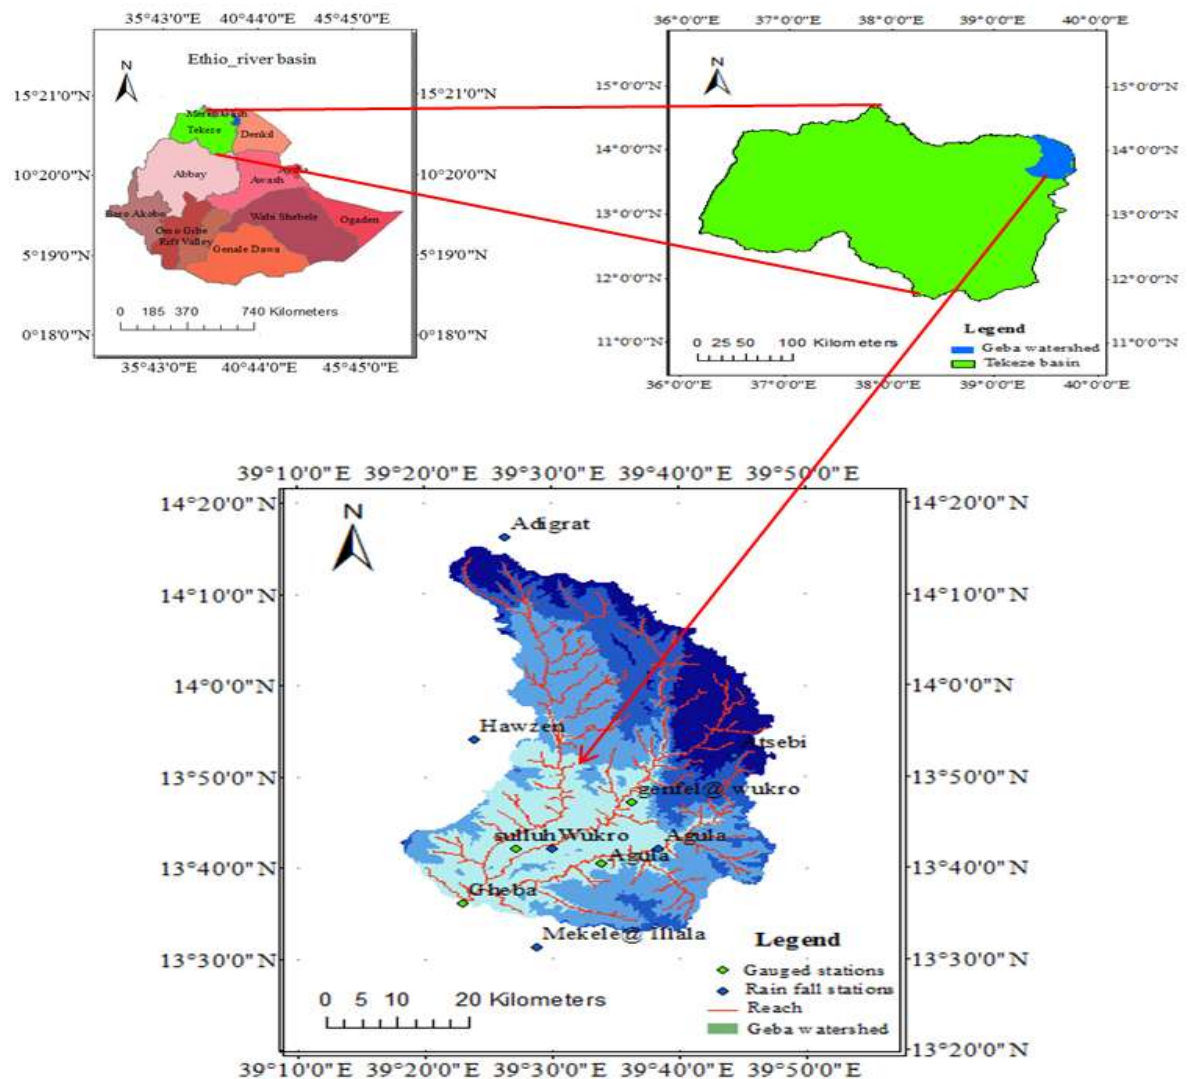 35°43'0"E 40°44'0"E 45°45'0"E
Ethio_river basin
N
15°21'0"N
15°21'0"N
Tekeze
Denkil
Abbay
10°20'0"N
10°20'0"N
Awash
Baro Akobo
Wabi Shebele
Ogaden
Omo Gibe
Rift Valley
Genale Dawa
5°19'0"N
5°19'0"N
0 185 370 740 Kilometers
0°18'0"N
0°18'0"N
35°43'0"E 40°44'0"E 45°45'0"E
36°0'0"E 37°0'0"E 38°0'0"E 39°0'0"E 40°0'0"E
N
15°0'0"N
15°0'0"N
14°0'0"N
14°0'0"N
13°0'0"N
13°0'0"N
12°0'0"N
12°0'0"N
Legend
0 25 50 100 Kilometers
Geba watershed
Tekeze basin
11°0'0"N
11°0'0"N
36°0'0"E 37°0'0"E 38°0'0"E 39°0'0"E 40°0'0"E
39°10'0"E 39°20'0"E 39°30'0"E 39°40'0"E 39°50'0"E
14°20'0"N
14°20'0"N
N
Adigrat
14°10'0"N
14°10'0"N
14°0'0"N
14°0'0"N
Hawzen
Atsebi
13°50'0"N
13°50'0"N
genfel@ wukro
sulluh Wukro
Agula
Agula
13°40'0"N
13°40'0"N
Gheba
Mekele@ Illala
13°30'0"N
13°30'0"N
Legend
Gauged stations
Rain fall stations
Reach
Geba watershed
0 5 10 20 Kilometers
13°20'0"N
39°10'0"E 39°20'0"E 39°30'0"E 39°40'0"E 39°50'0"E